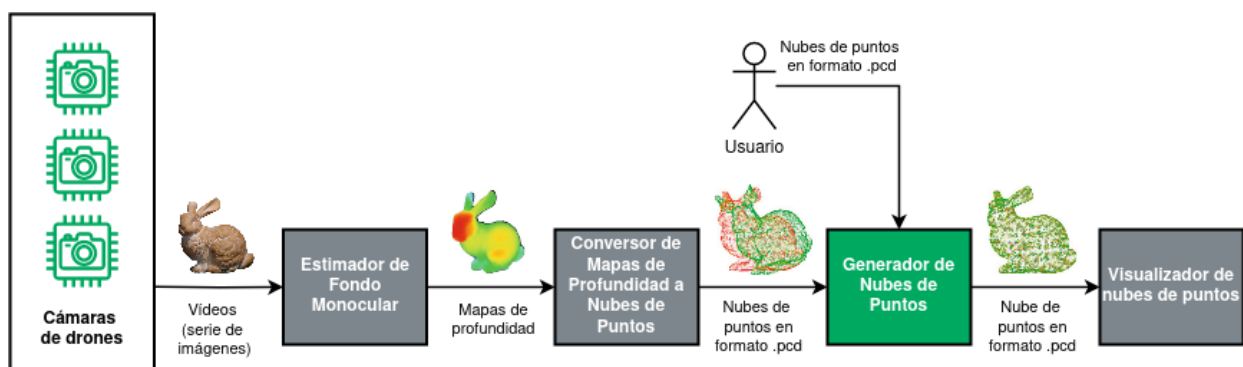 Cámaras
de drones
Vídeos
(serie de
imágenes)
Estimador de
Fondo
Monocular
Mapas de
profundidad
Conversor de
Mapas de
Profundidad a
Nubes de
Puntos
Nubes de
puntos en
formato .pcd
Usuario
Nubes de puntos
en formato .pcd
Generador de
Nubes de
Puntos
Nube de
puntos en
formato .pcd
Visualizador de
nubes de puntos